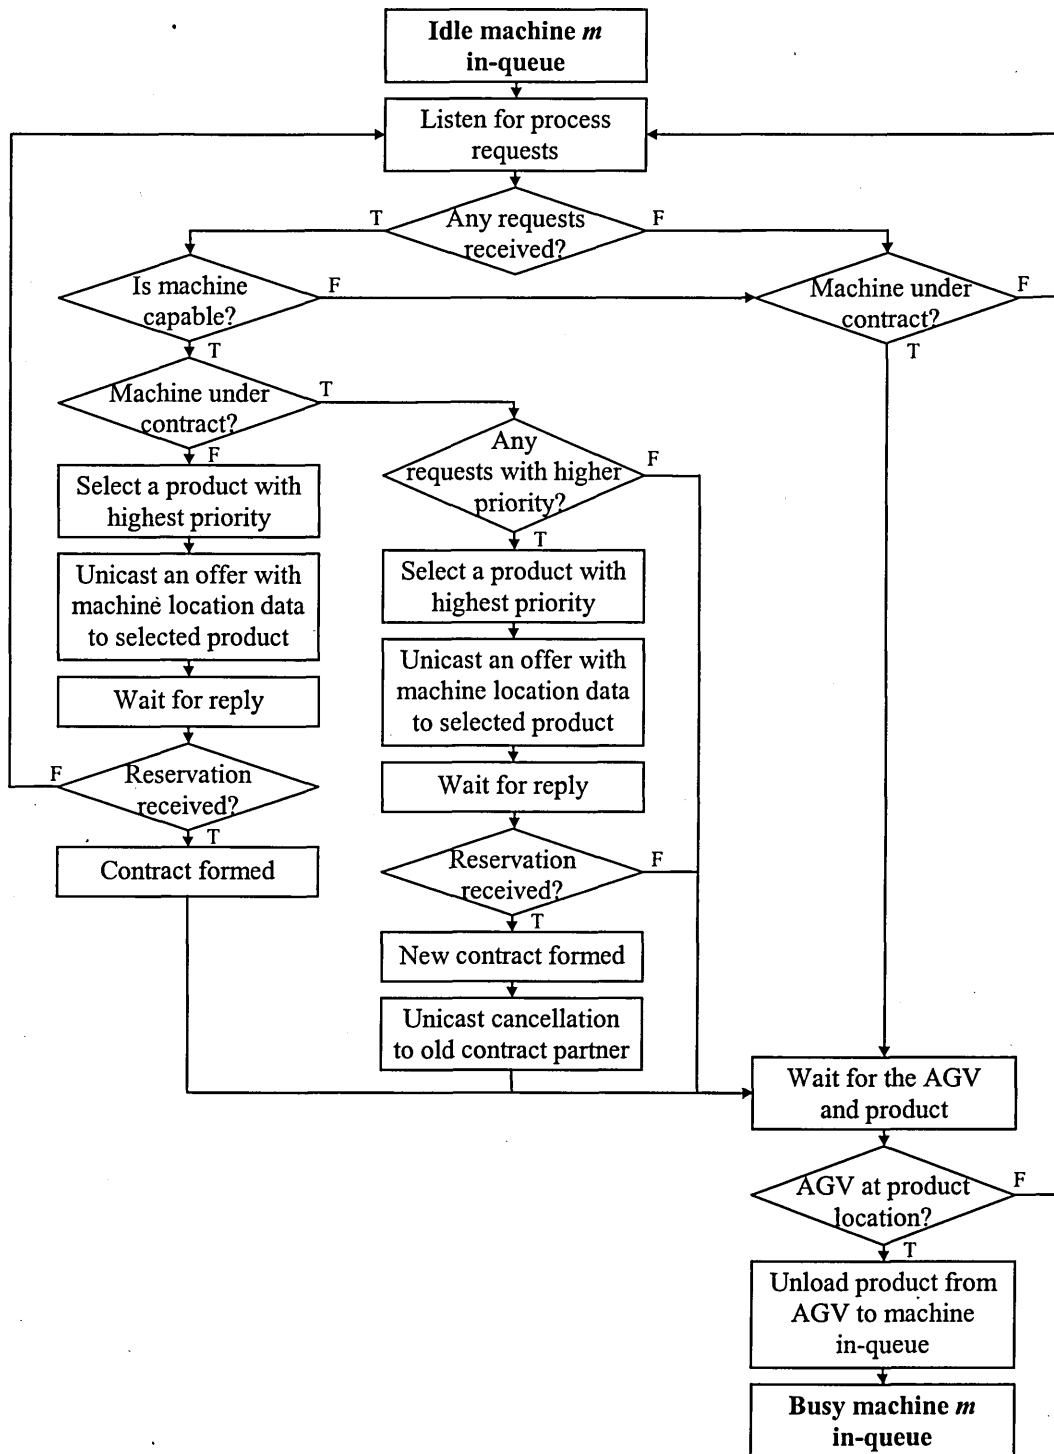 Idle machine m
in-queue
Listen for process
requests
T
Any requests
received?
F
Is machine
capable?
F
Machine under
contract?
F
T
T
Machine under
contract?
T
F
Any
requests with higher
priority?
F
T
Select a product with
highest priority
Unicast an offer with
machine location data
to selected product
Wait for reply
F
Reservation
received?
T
Contract formed
Select a product with
highest priority
Unicast an offer with
machine location data
to selected product
Wait for reply
Reservation
received?
F
T
New contract formed
Unicast cancellation
to old contract partner
Wait for the AGV
and product
AGV at product
location?
F
T
Unload product from
AGV to machine
in-queue
Busy machine m
in-queue